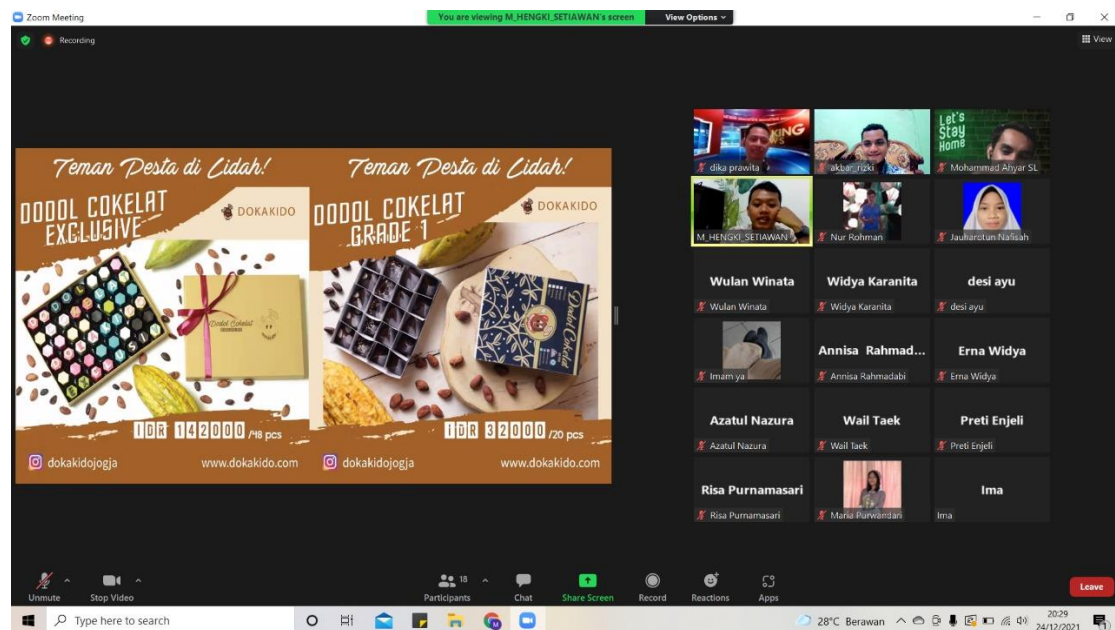 Zoom Meeting
You are viewing M_HENGKI_SETIAWAN's screen
View Options
Recording
View
Teman Pesta di Lidah!
DODOL COKELAT
EXCLUSIVE
DOKAKIDO
Dodol Cokelat
IDR 142000 /48 pcs
dokakidojogja
www.dokakido.com
Teman Pesta di Lidah!
DODOL COKELAT
GRADE 1
DOKAKIDO
Dodol Cokelat
IDR 32000 /20 pcs
dokakidojogja
www.dokakido.com
dika prawita
akbar_rizki
Let's
Stay
Home
Mohammad Ahyar SL
M_HENGKI_SETIAWAN
Nur Rohman
Jauharotun Nafisah
Wulan Winata
Wulan Winata
Widya Karanita
Widya Karanita
desi ayu
desi ayu
Imam ya
Annisa Rahmad...
Annisa Rahmadabi
Erna Widya
Erna Widya
Azatul Nazura
Azatul Nazura
Wail Taek
Wail Taek
Preti Enjeli
Preti Enjeli
Risa Purnamasari
Risa Purnamasari
Maria Purwandari
Ima
Ima
Unmute
Stop Video
18
Participants
Chat
Share Screen
Record
Reactions
Apps
Leave
Type here to search
28°C Berawan
20:29
24/12/2021